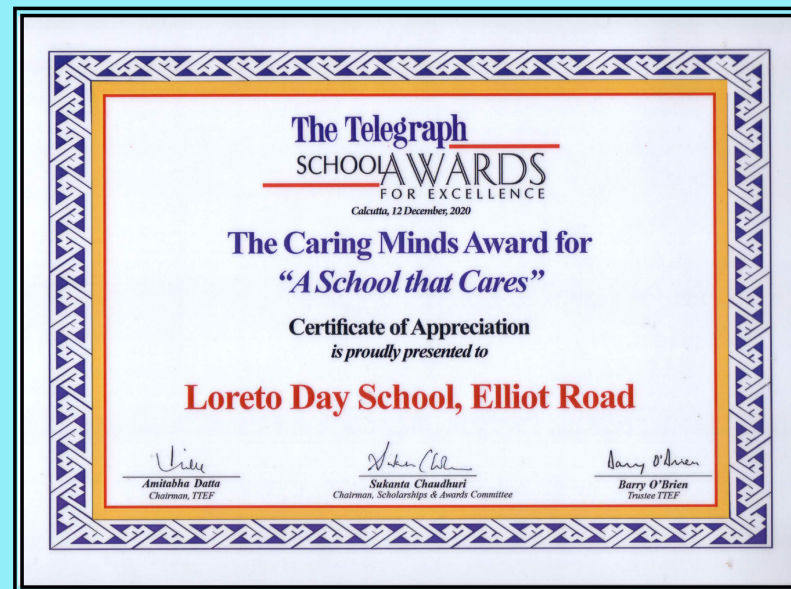 The Telegraph
SCHOOL AWARDS
FOR EXCELLENCE
Calcutta, 12 December, 2020
The Caring Minds Award for
“A School that Cares”
Certificate of Appreciation
is proudly presented to
Loreto Day School, Elliot Road
Amitabha Datta
Chairman, TTEF
Sukanta Chaudhuri
Chairman, Scholarships & Awards Committee
Barry O'Brien
Barry O’Brien
Trustee TTEF